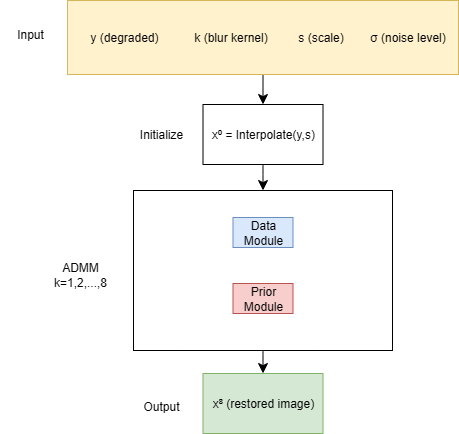 Input
y (degraded) k (blur kernel) s (scale) σ (noise level)
Initialize
x⁰ = Interpolate(y,s)
Data
Module
ADMM
k=1,2,...,8
Prior
Module
Output
x⁸ (restored image)